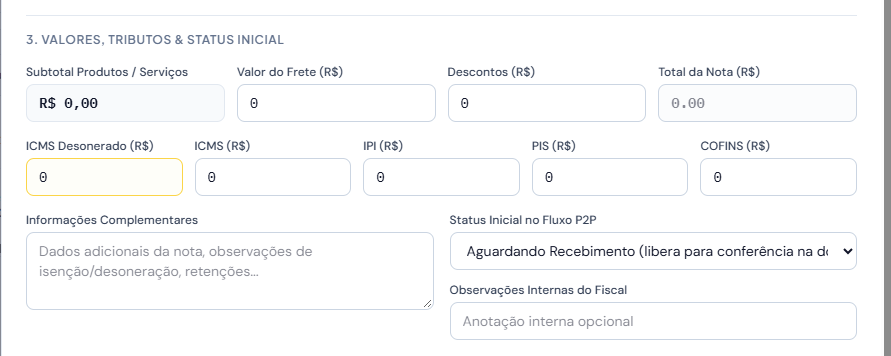 3. VALORES, TRIBUTOS & STATUS INICIAL
Subtotal Produtos / Serviços
Valor do Frete (R$)
Descontos (R$)
Total da Nota (R$)
R$ 0,00
0
0
0.00
ICMS Desonerado (R$)
ICMS (R$)
IPI (R$)
PIS (R$)
COFINS (R$)
0
0
0
0
0
Informações Complementares
Dados adicionais da nota, observações de
isenção/desoneração, retenções...
Status Inicial no Fluxo P2P
Aguardando Recebimento (libera para conferência na
Observações Internas do Fiscal
Anotação interna opcional